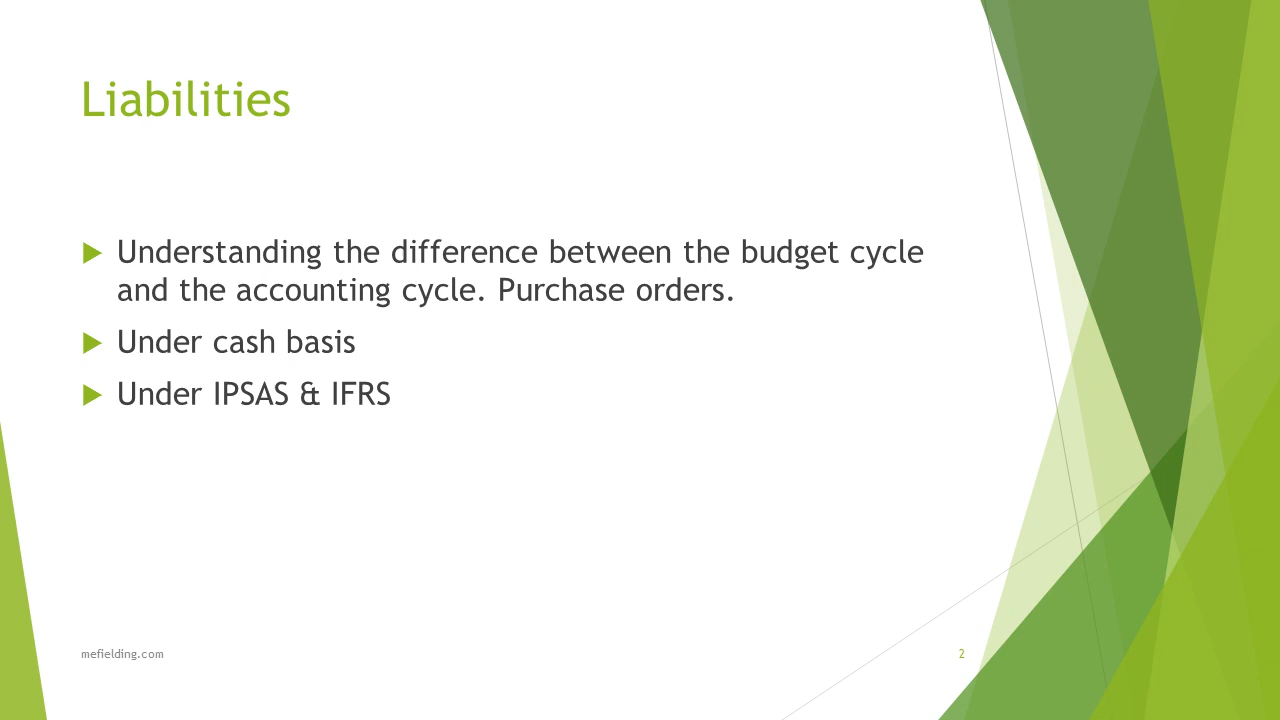 Liabilities
Understanding the difference between the budget cycle
and the accounting cycle. Purchase orders.
Under cash basis
Under IPSAS & IFRS
mefielding.com
2